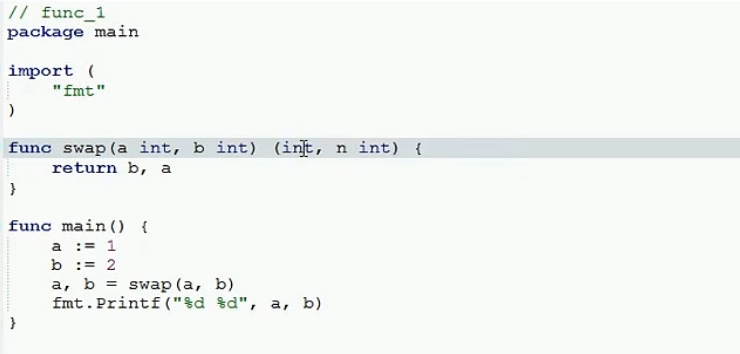 // func_1
package main
import (
"fmt"
)
func swap(a int, b int) (int, n int) {
return b, a
}
func main() {
a := 1
b := 2
a, b = swap(a, b)
fmt.Printf("%d %d", a, b)
}